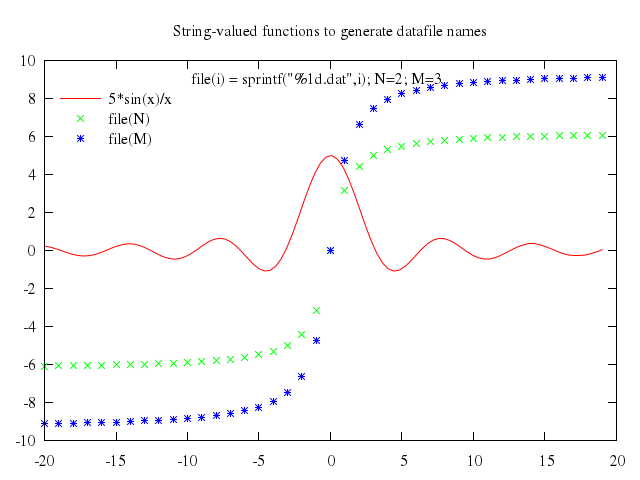 String-valued functions to generate datafile names
10
file(i) = sprintf("%1d.dat",i); N=2; M=3
8
5*sin(x)/x
6
file(N)
file(M)
4
2
0
-2
-4
-6
-8
-10
-20 -15 -10 -5 0 5 10 15 20